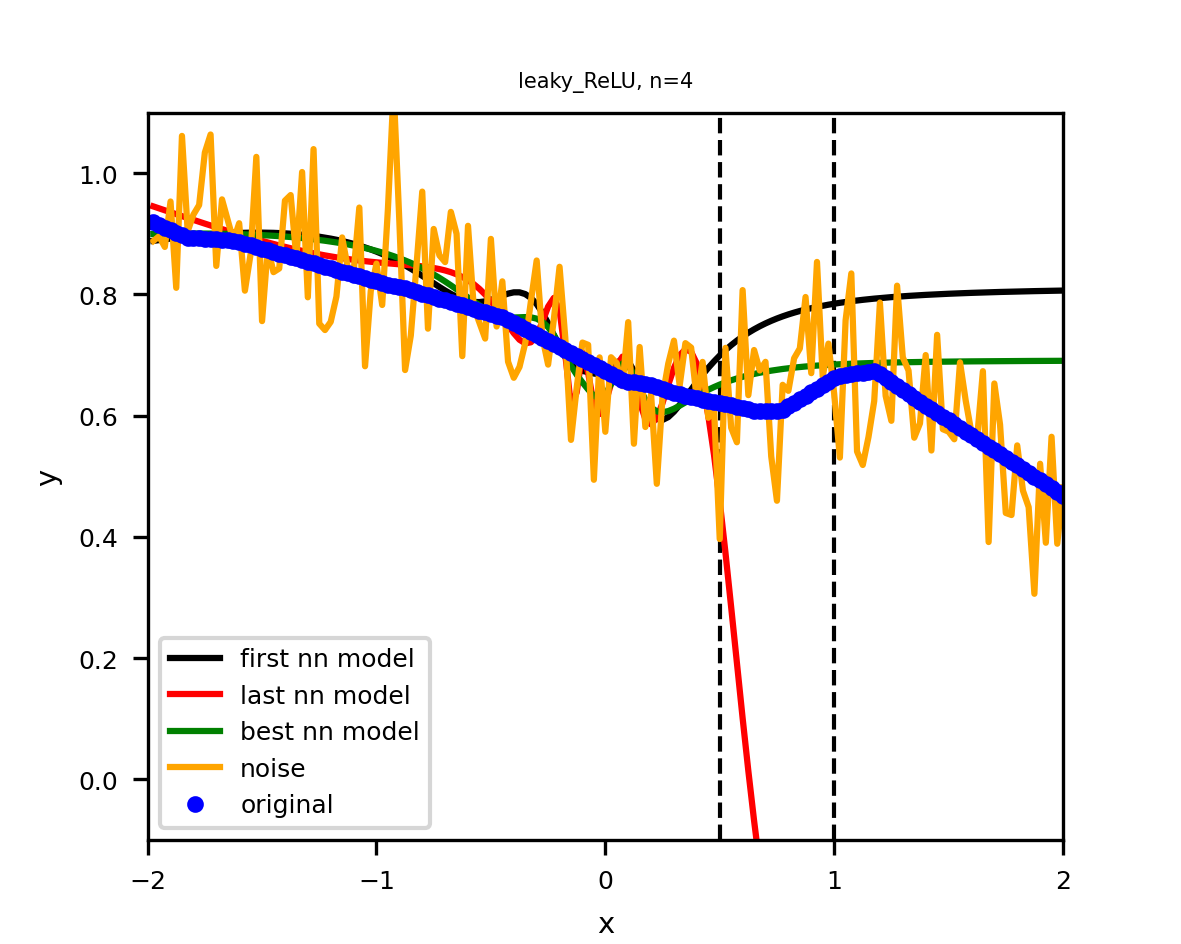 leaky_ReLU, n=4
1.0
0.8
0.6
0.4
0.2
0.0
y
first nn model
last nn model
best nn model
noise
original
−2
−1
0
1
2
x